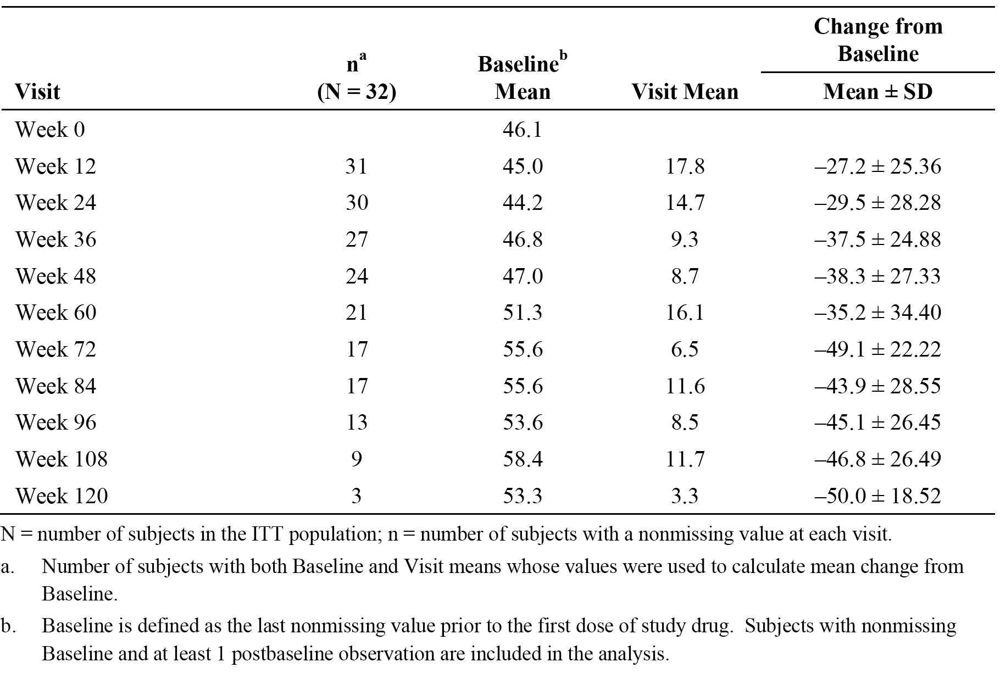 Change from
Baseline
nᵃ
(N = 32)
Baselineᵇ
Mean
Visit Visit Mean Mean ± SD
Week 0 46.1
Week 12 31 45.0 17.8 –27.2 ± 25.36
Week 24 30 44.2 14.7 –29.5 ± 28.28
Week 36 27 46.8 9.3 –37.5 ± 24.88
Week 48 24 47.0 8.7 –38.3 ± 27.33
Week 60 21 51.3 16.1 –35.2 ± 34.40
Week 72 17 55.6 6.5 –49.1 ± 22.22
Week 84 17 55.6 11.6 –43.9 ± 28.55
Week 96 13 53.6 8.5 –45.1 ± 26.45
Week 108 9 58.4 11.7 –46.8 ± 26.49
Week 120 3 53.3 3.3 –50.0 ± 18.52
N = number of subjects in the ITT population; n = number of subjects with a nonmissing value at each visit.
a. Number of subjects with both Baseline and Visit means whose values were used to calculate mean change from
Baseline.
b. Baseline is defined as the last nonmissing value prior to the first dose of study drug. Subjects with nonmissing
Baseline and at least 1 postbaseline observation are included in the analysis.